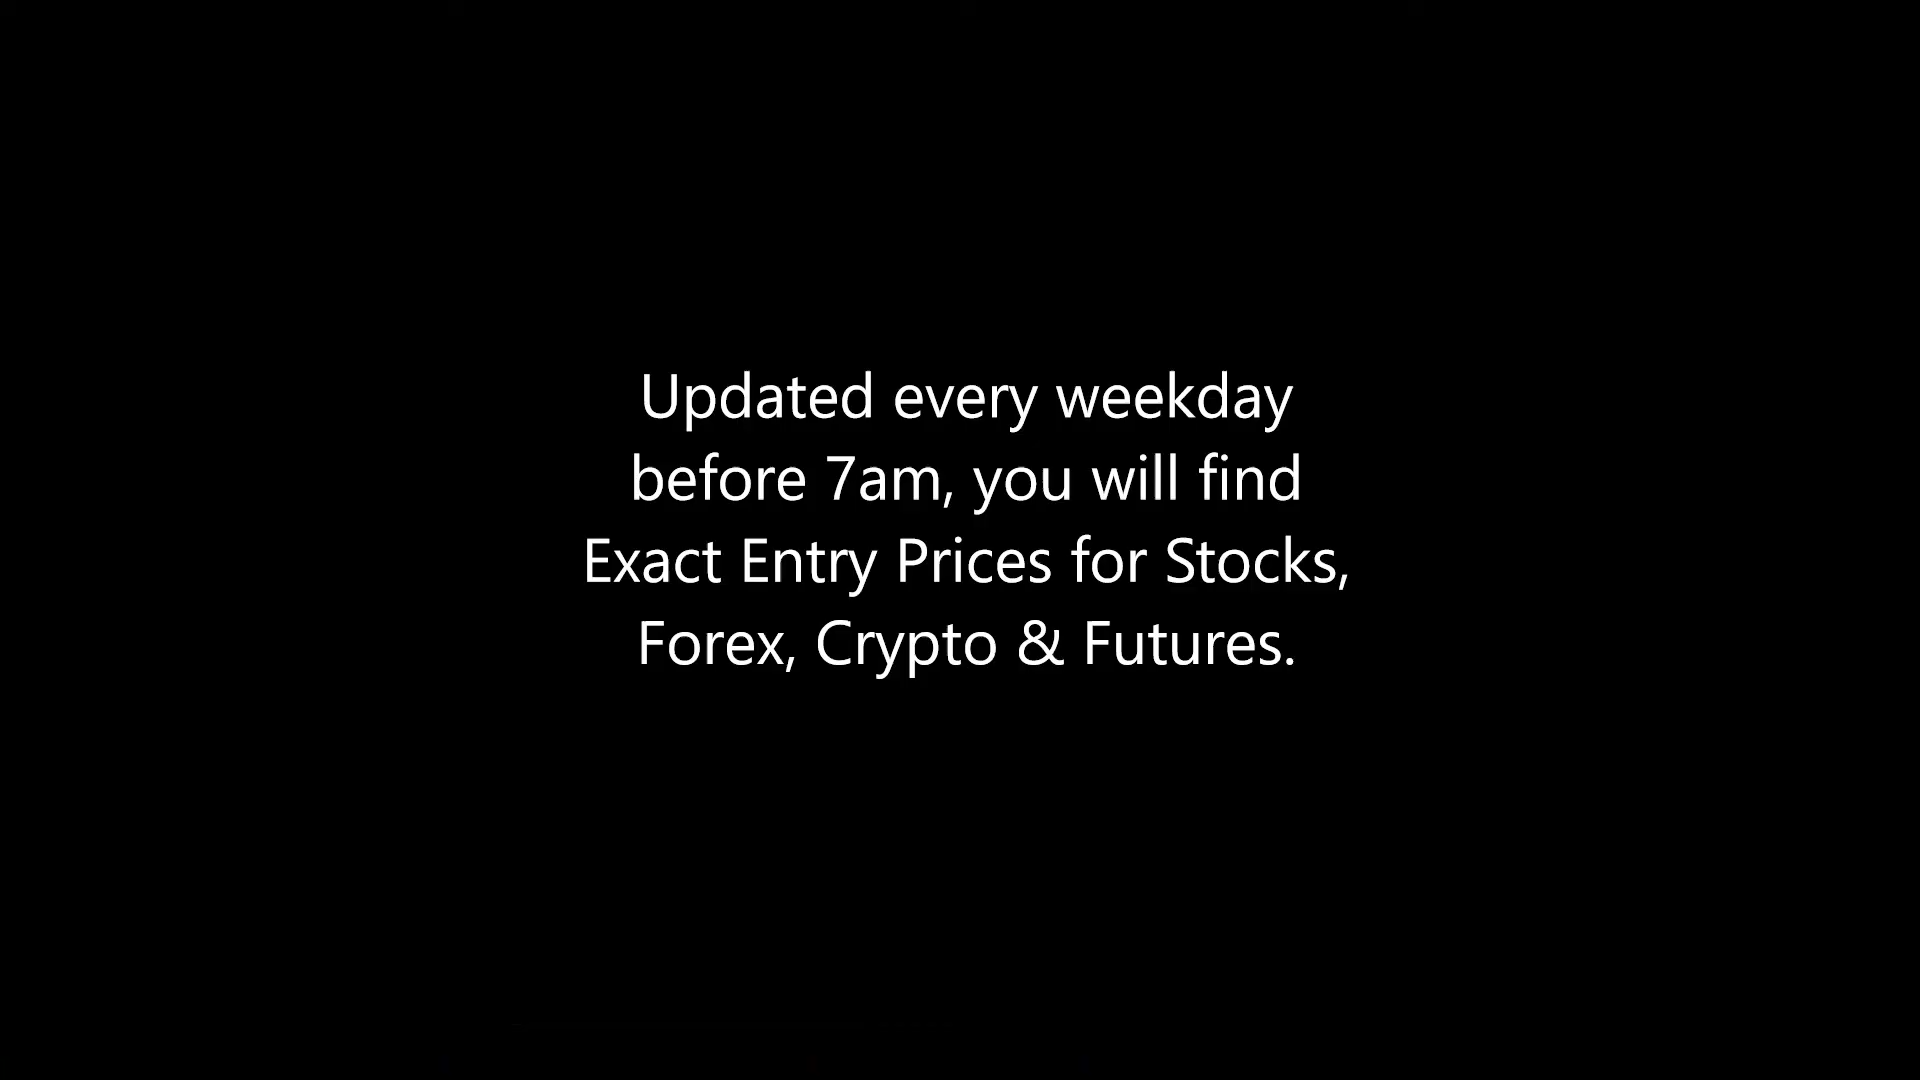 Updated every weekday
before 7am, you will find
Exact Entry Prices for Stocks,
Forex, Crypto & Futures.